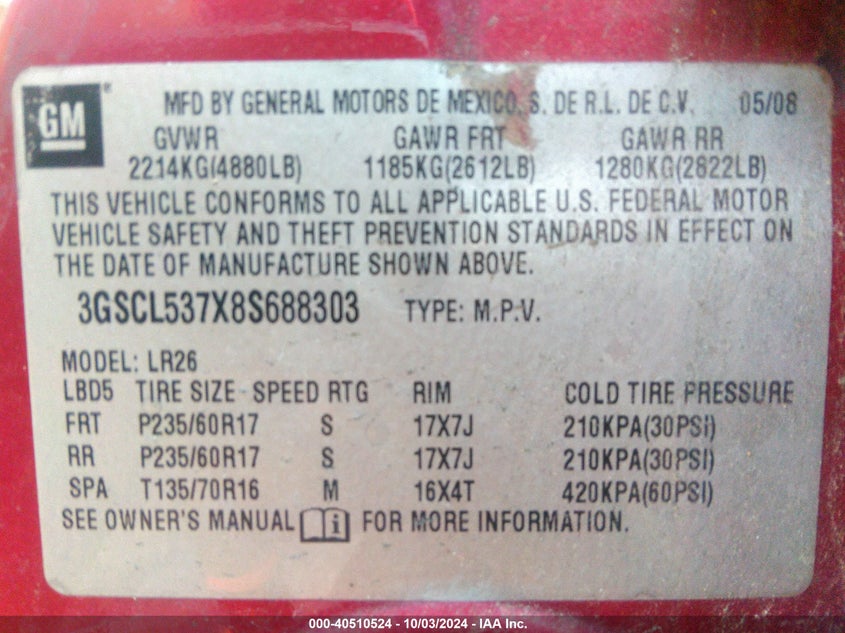 GM ® MFD BY GENERAL MOTORS DE MEXICO, S. DE R.L. DE C.V. 05/08
GVWR GAWR FRT GAWR RR
2214KG(4880LB) 1185KG(2612LB) 1280KG(2822LB)
THIS VEHICLE CONFORMS TO ALL APPLICABLE U.S. FEDERAL MOTOR
VEHICLE SAFETY AND THEFT PREVENTION STANDARDS IN EFFECT ON
THE DATE OF MANUFACTURE SHOWN ABOVE.
3GSCL537X8S688303 TYPE: M.P.V.
MODEL: LR26
LBD5 TIRE SIZE - SPEED RTG RIM COLD TIRE PRESSURE
FRT P235/60R17 S 17X7J 210KPA(30PSI)
RR P235/60R17 S 17X7J 210KPA(30PSI)
SPA T135/70R16 M 16X4T 420KPA(60PSI)
SEE OWNER'S MANUAL i FOR MORE INFORMATION.
000-40510524 - 10/03/2024 - IAA Inc.